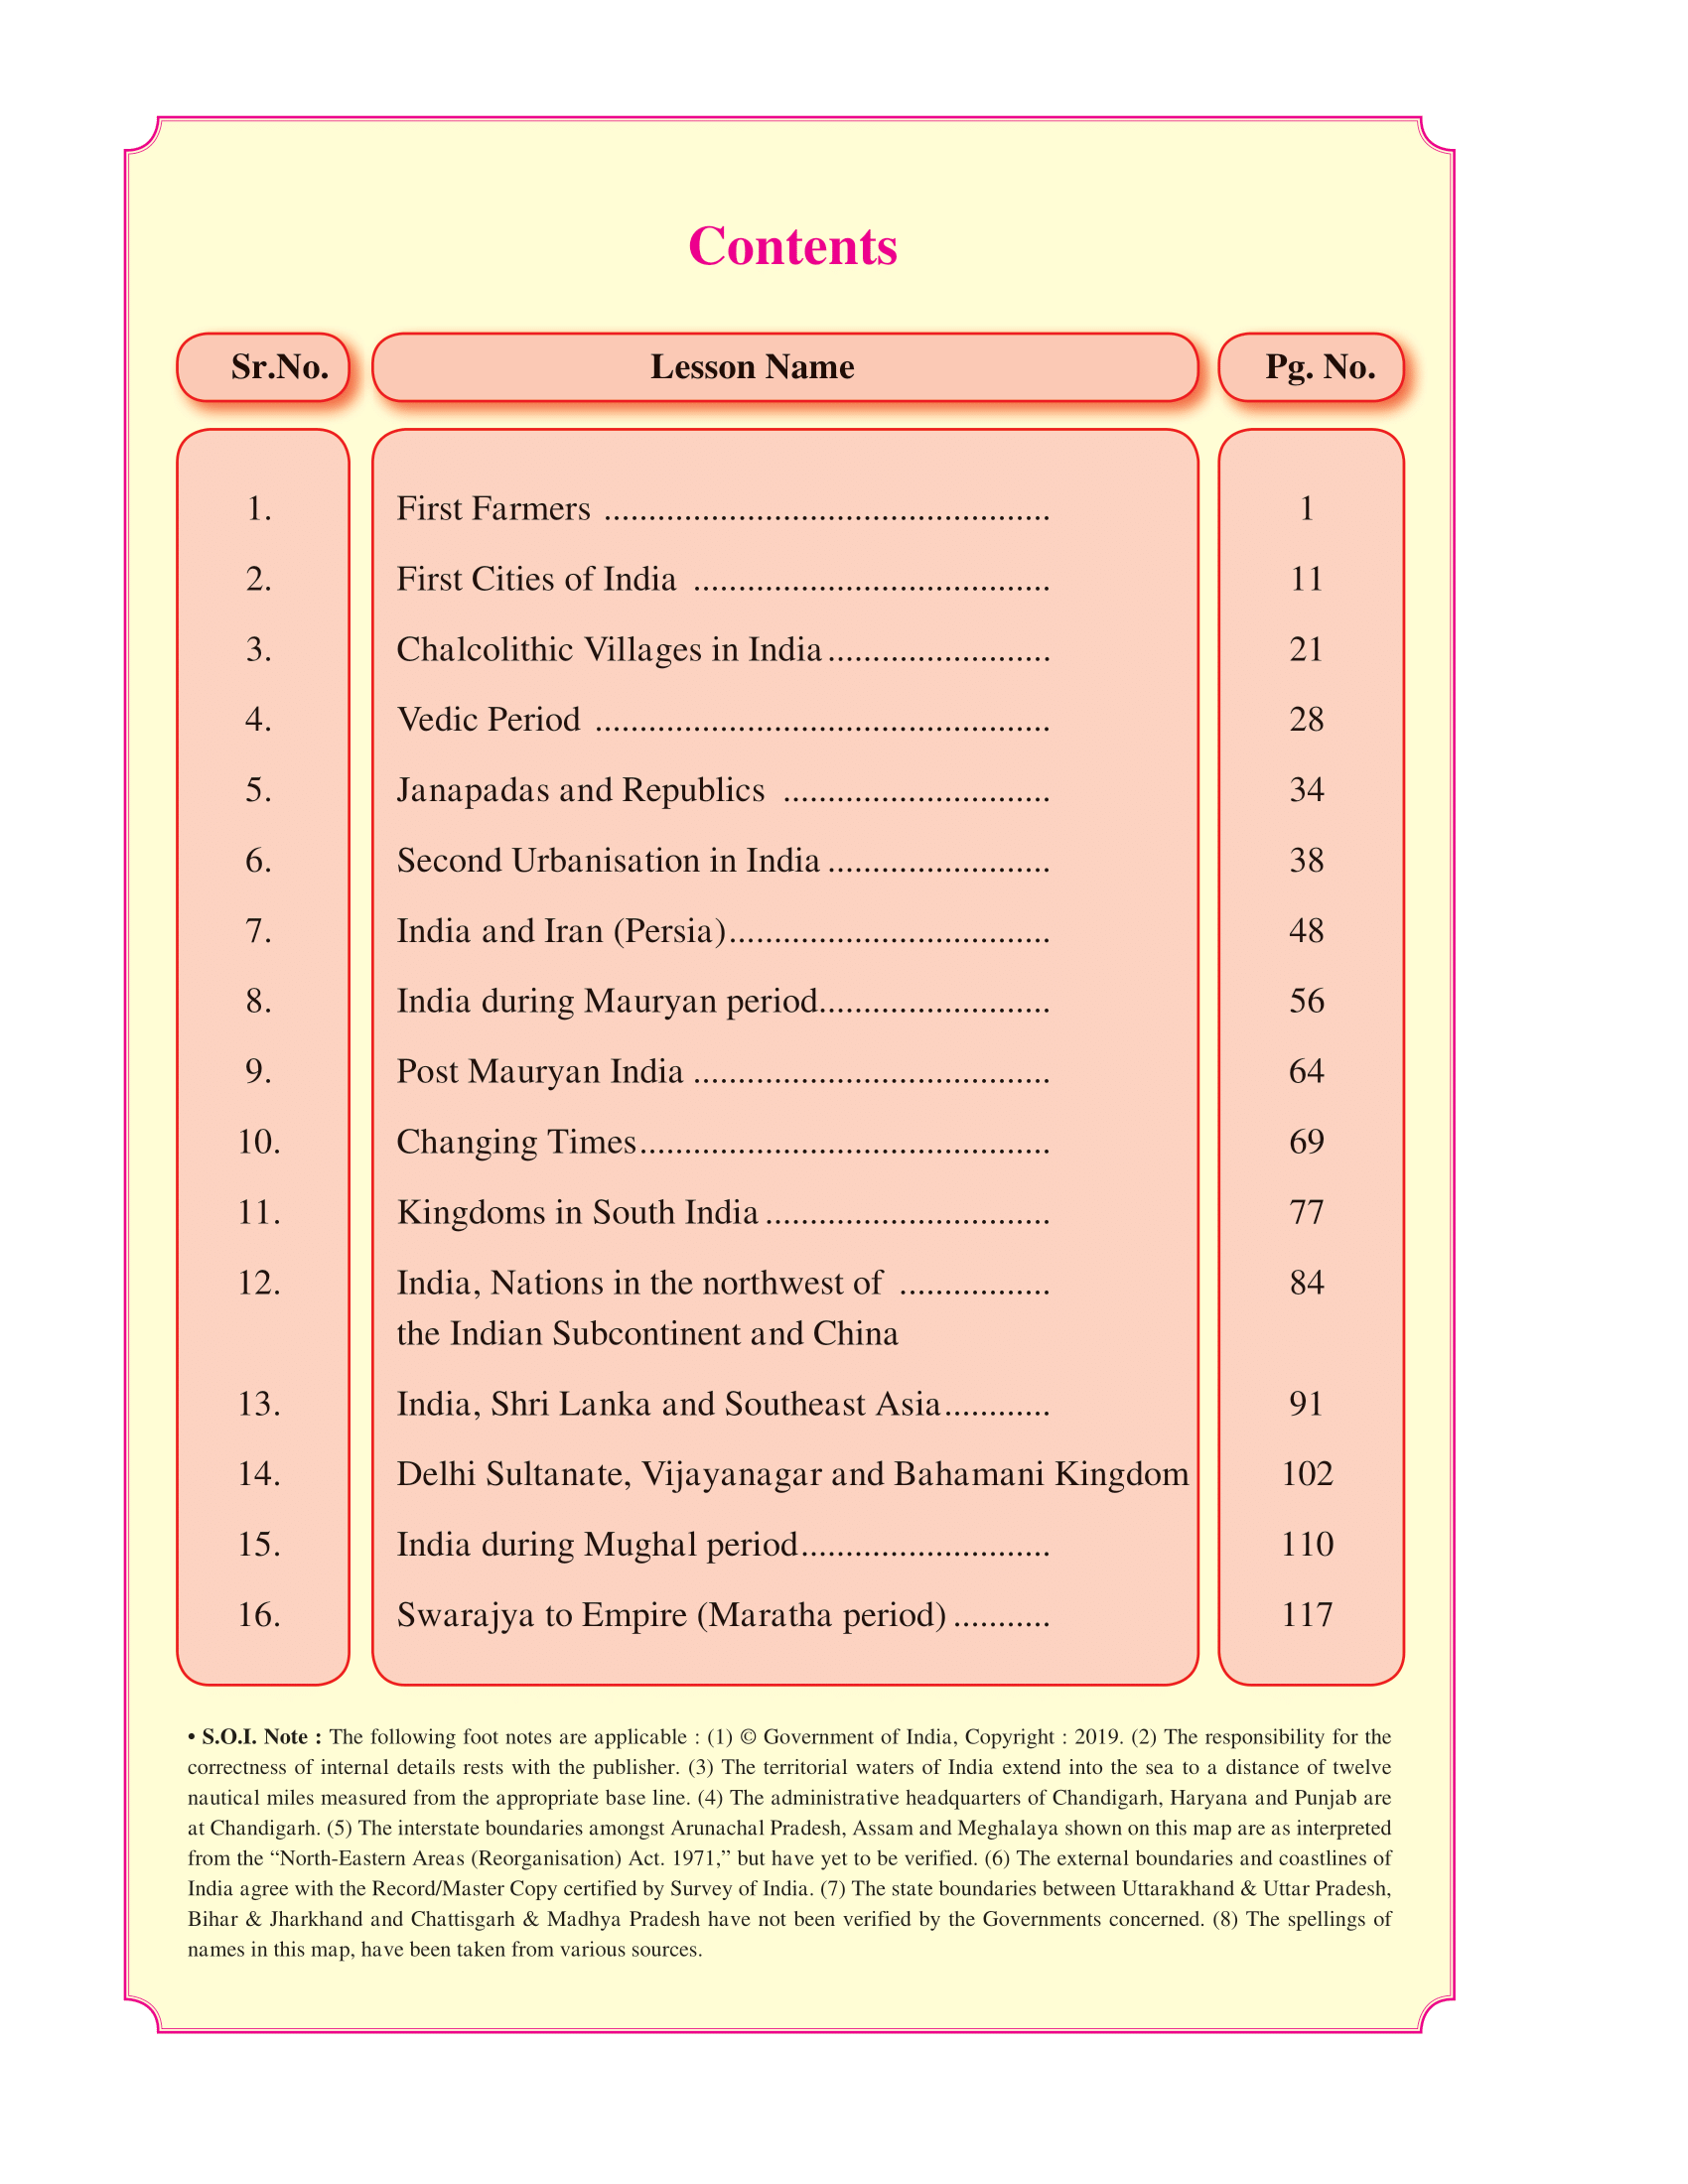 Contents
Sr.No. Lesson Name Pg. No.
1. First Farmers .................................................. 1
2. First Cities of India ........................................ 11
3. Chalcolithic Villages in India......................... 21
4. Vedic Period ................................................... 28
5. Janapadas and Republics .............................. 34
6. Second Urbanisation in India ......................... 38
7. India and Iran (Persia).................................... 48
8. India during Mauryan period.......................... 56
9. Post Mauryan India ........................................ 64
10. Changing Times.............................................. 69
11. Kingdoms in South India ................................ 77
12. India, Nations in the northwest of ................. 84
the Indian Subcontinent and China
13. India, Shri Lanka and Southeast Asia............ 91
14. Delhi Sultanate, Vijayanagar and Bahamani Kingdom 102
15. India during Mughal period............................ 110
16. Swarajya to Empire (Maratha period) ........... 117
• S.O.I. Note : The following foot notes are applicable : (1) © Government of India, Copyright : 2019. (2) The responsibility for the
correctness of internal details rests with the publisher. (3) The territorial waters of India extend into the sea to a distance of twelve
nautical miles measured from the appropriate base line. (4) The administrative headquarters of Chandigarh, Haryana and Punjab are
at Chandigarh. (5) The interstate boundaries amongst Arunachal Pradesh, Assam and Meghalaya shown on this map are as interpreted
from the “North-Eastern Areas (Reorganisation) Act. 1971,” but have yet to be verified. (6) The external boundaries and coastlines of
India agree with the Record/Master Copy certified by Survey of India. (7) The state boundaries between Uttarakhand & Uttar Pradesh,
Bihar & Jharkhand and Chattisgarh & Madhya Pradesh have not been verified by the Governments concerned. (8) The spellings of
names in this map, have been taken from various sources.